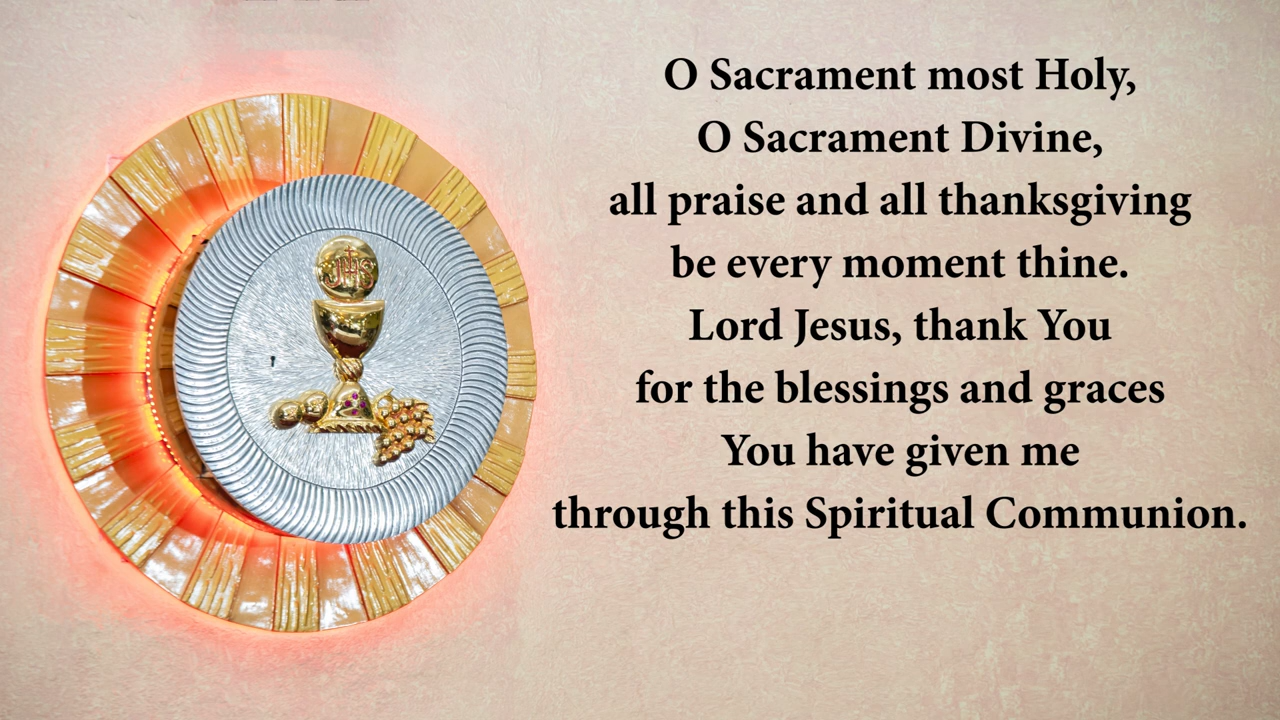 JHS
O Sacrament most Holy,
O Sacrament Divine,
all praise and all thanksgiving
be every moment thine.
Lord Jesus, thank You
for the blessings and graces
You have given me
through this Spiritual Communion.